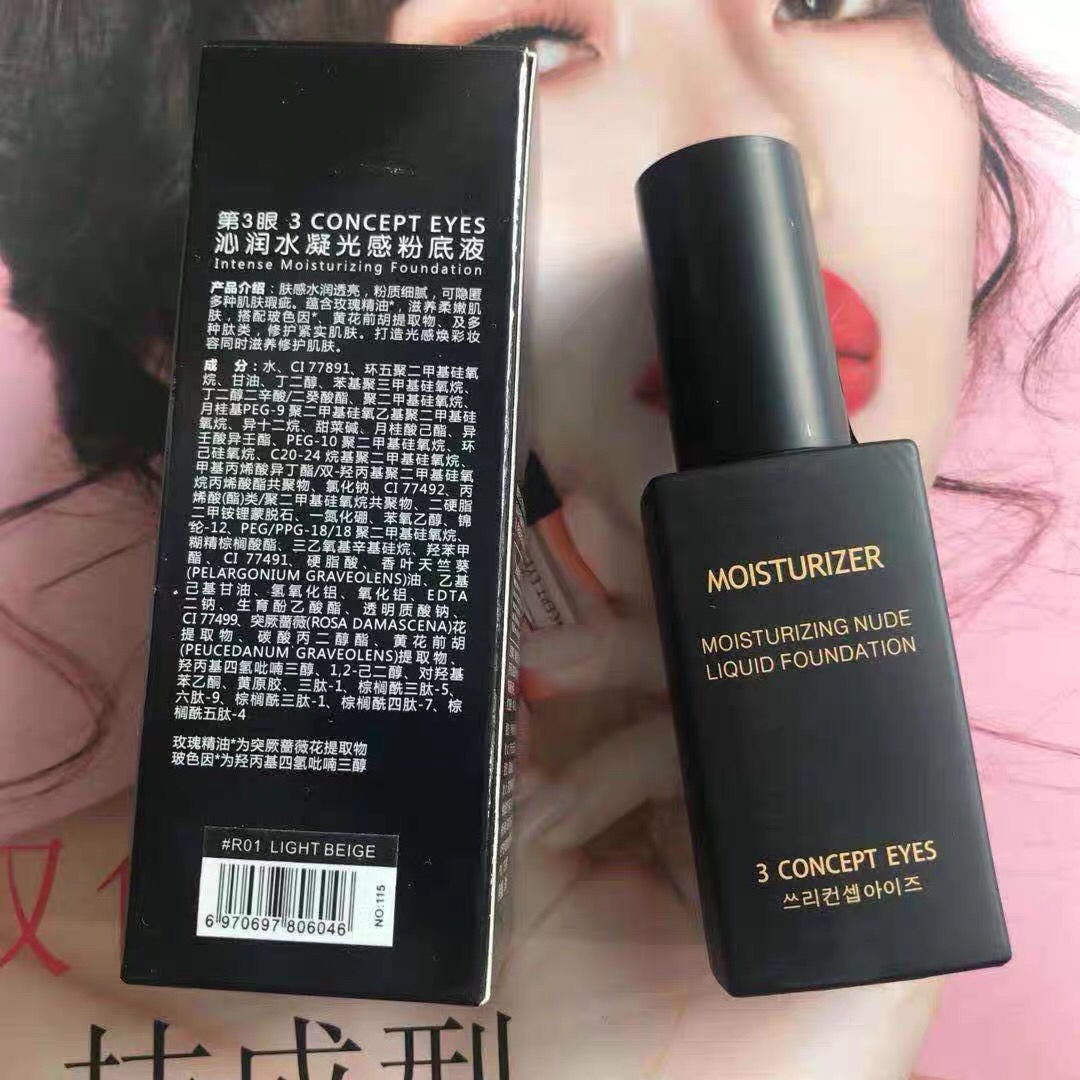 第3眼 3 CONCEPT EYES
沁润水凝光感粉底液
Intense Moisturizing Foundation
产品介绍：肤感水润透亮，粉质细腻，可隐匿
多种肌肤瑕疵。蕴含玫瑰精油*，滋养柔嫩肌
肤，搭配玻色因*、黄花前胡提取物、及多
种肽类，修护紧实肌肤。打造光感焕彩妆
容同时滋养修护肌肤。
成 分：水、CI 77891、环五聚二甲基硅氧
烷、甘油、丁二醇、苯基聚三甲基硅氧烷、
丁二醇二辛酸/二癸酸酯、聚二甲基硅氧烷、
月桂基PEG-9 聚二甲基硅氧乙基聚二甲基硅
氧烷、异十二烷、甜菜碱、月桂酸己酯、异
壬酸异壬酯、PEG-10 聚二甲基硅氧烷、环
己硅氧烷、C20-24 烷基聚二甲基硅氧烷、
甲基丙烯酸异丁酯/双-羟丙基聚二甲基硅氧
烷丙烯酸酯共聚物、氯化钠、CI 77492、丙
烯酸(酯)类/聚二甲基硅氧烷共聚物、二硬脂
二甲铵锂蒙脱石、一氮化硼、苯氧乙醇、锦
纶-12、PEG/PPG-18/18 聚二甲基硅氧烷、
糊精棕榈酸酯、三乙氧基辛基硅烷、羟苯甲
酯、CI 77491、硬脂酸、香叶天竺葵
(PELARGONIUM GRAVEOLENS)油、乙基
己基甘油、氢氧化铝、氧化铝、EDTA
二钠、生育酚乙酸酯、透明质酸钠、
CI 77499、突厥蔷薇(ROSA DAMASCENA)花
提取物、碳酸丙二醇酯、黄花前胡
(PEUCEDANUM GRAVEOLENS)提取物、
羟丙基四氢吡喃三醇、1,2-己二醇、对羟基
苯乙酮、黄原胶、三肽-1、棕榈酰三肽-5、
六肽-9、棕榈酰三肽-1、棕榈酰四肽-7、棕
榈酰五肽-4
玫瑰精油*为突厥蔷薇花提取物
玻色因*为羟丙基四氢吡喃三醇
#R01 LIGHT BEIGE
6 970697 806046
NO:115
MOISTURIZER
MOISTURIZING NUDE
LIQUID FOUNDATION
3 CONCEPT EYES
쓰리컨셉아이즈